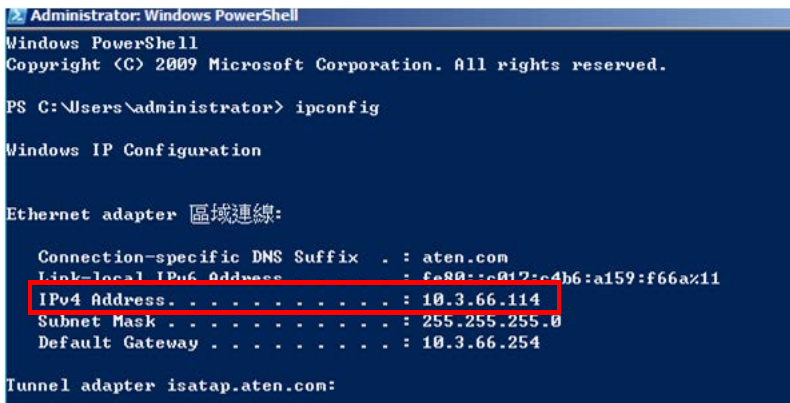 Administrator: Windows PowerShell
Windows PowerShell
Copyright (C) 2009 Microsoft Corporation. All rights reserved.
PS C:\Users\administrator> ipconfig
Windows IP Configuration
Ethernet adapter 區域連線:
Connection-specific DNS Suffix . : aten.com
Link-local IPv6 Address . . . . . : fe80::c017:c4b6:a159:f66a%11
IPv4 Address. . . . . . . . . . . : 10.3.66.114
Subnet Mask . . . . . . . . . . . : 255.255.255.0
Default Gateway . . . . . . . . . : 10.3.66.254
Tunnel adapter isatap.aten.com: